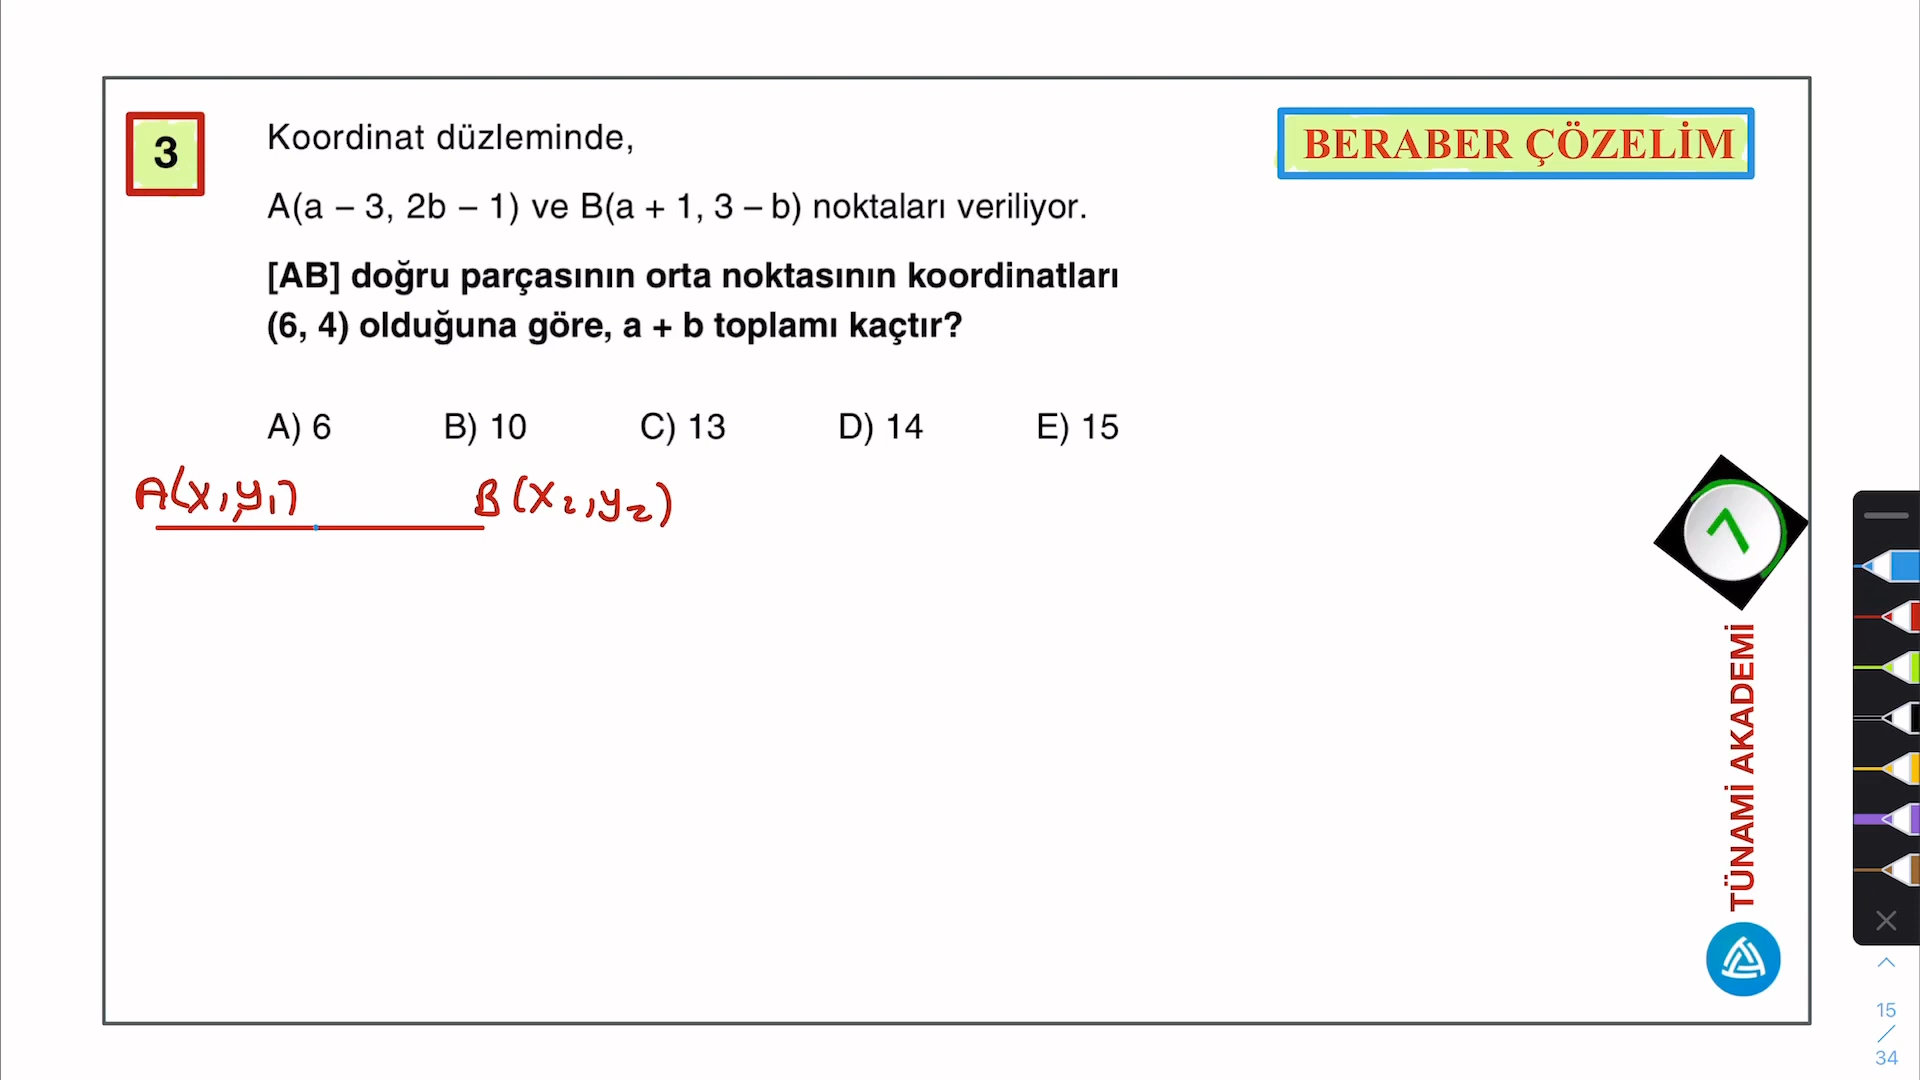 3
Koordinat düzleminde,
BERABER ÇÖZELİM
A(a – 3, 2b – 1) ve B(a + 1, 3 – b) noktaları veriliyor.
[AB] doğru parçasının orta noktasının koordinatları
(6, 4) olduğuna göre, a + b toplamı kaçtır?
A) 6 B) 10 C) 13 D) 14 E) 15
A(x,y₁) B(x₂,y₂)
TÜNAMİ AKADEMİ
15
/
34